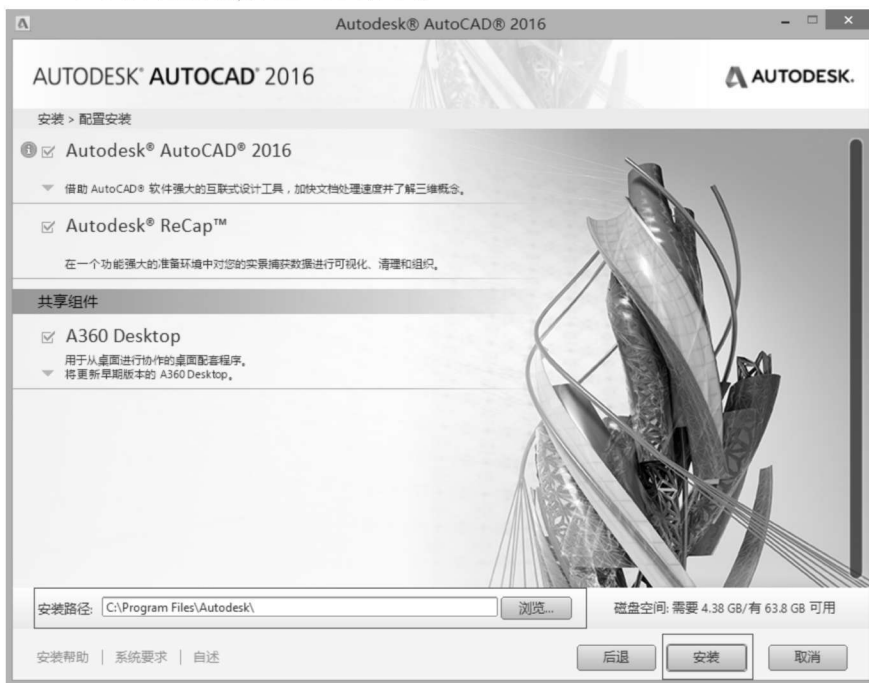 Autodesk® AutoCAD® 2016
AUTODESK® AUTOCAD® 2016
AUTODESK.
安装 > 配置安装
Autodesk® AutoCAD® 2016
借助 AutoCAD® 软件强大的互联式设计工具，加快文档处理速度并了解三维概念。
Autodesk® ReCap™
在一个功能强大的准备环境中对您的实景捕获数据进行可视化、清理和组织。
共享组件
A360 Desktop
用于从桌面进行协作的桌面配套程序。
将更新早期版本的 A360 Desktop。
安装路径: C:\Program Files\Autodesk\ 浏览... 磁盘空间: 需要 4.38 GB/有 63.8 GB 可用
安装帮助 | 系统要求 | 自述 后退 安装 取消